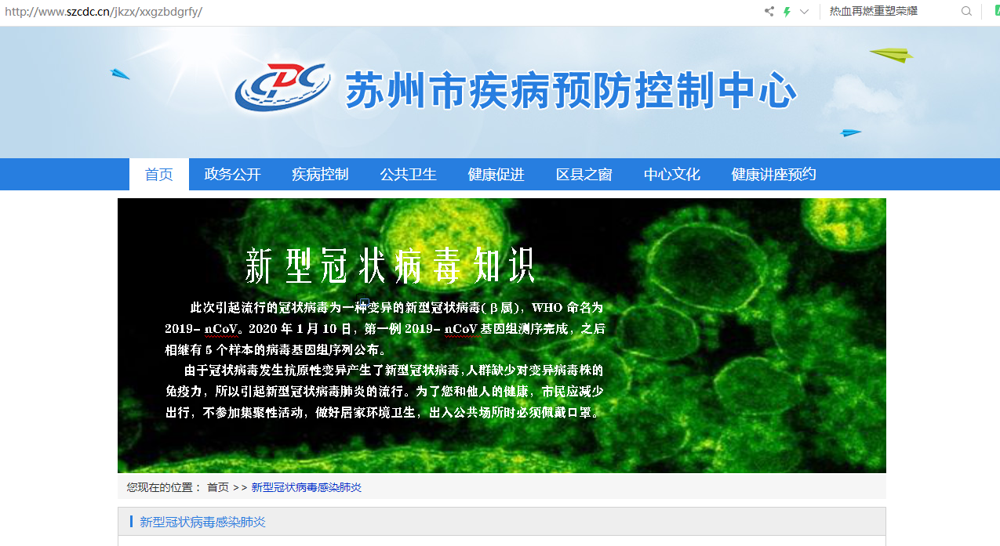 http://www.szcdc.cn/jkzx/xxgzbdgrfy/
热血再燃重塑荣耀
CDC
苏州市疾病预防控制中心
首页 政务公开 疾病控制 公共卫生 健康促进 区县之窗 中心文化 健康讲座预约
新型冠状病毒知识
此次引起流行的冠状病毒为一种变异的新型冠状病毒(β属)，WHO 命名为
2019- nCoV。2020 年 1 月 10 日，第一例 2019- nCoV 基因组测序完成，之后
相继有 5 个样本的病毒基因组序列公布。
由于冠状病毒发生抗原性变异产生了新型冠状病毒,人群缺少对变异病毒株的
免疫力，所以引起新型冠状病毒肺炎的流行。为了您和他人的健康，市民应减少
出行，不参加集聚性活动，做好居家环境卫生，出入公共场所时必须佩戴口罩。
您现在的位置： 首页 >> 新型冠状病毒感染肺炎
新型冠状病毒感染肺炎